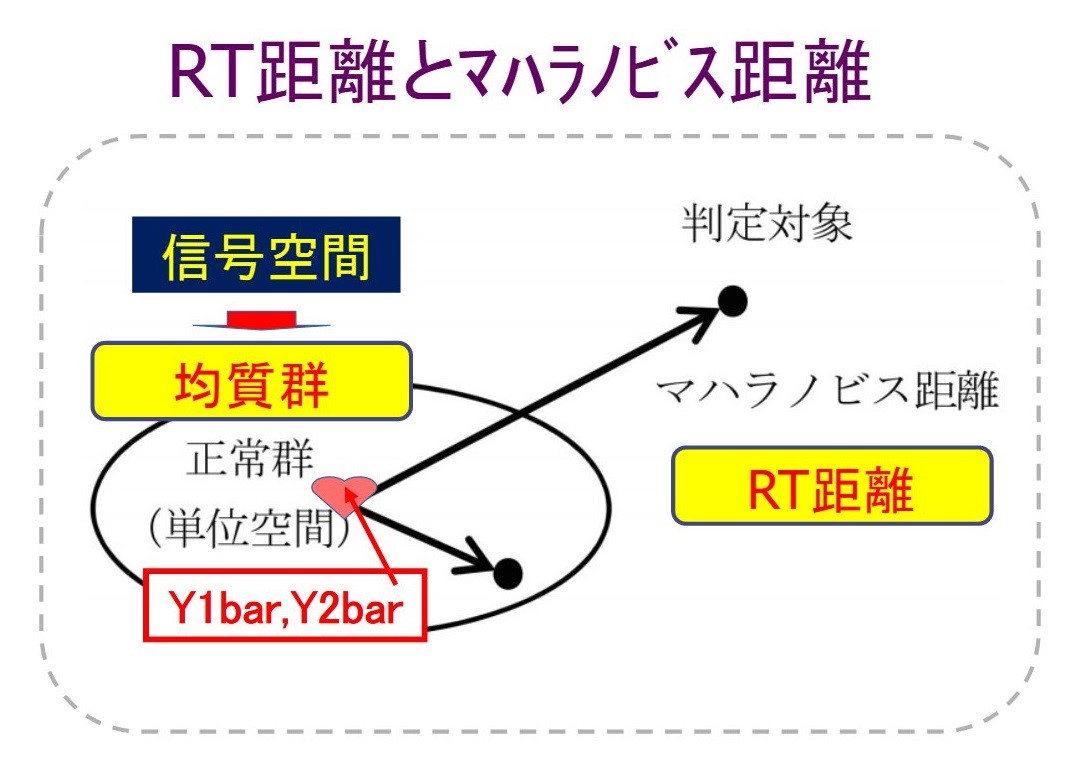 RT距離とﾏﾊﾗﾉﾋﾞｽ距離
信号空間
判定対象
均質群
マハラノビス距離
正常群
RT距離
（単位空間）
Y1bar,Y2bar